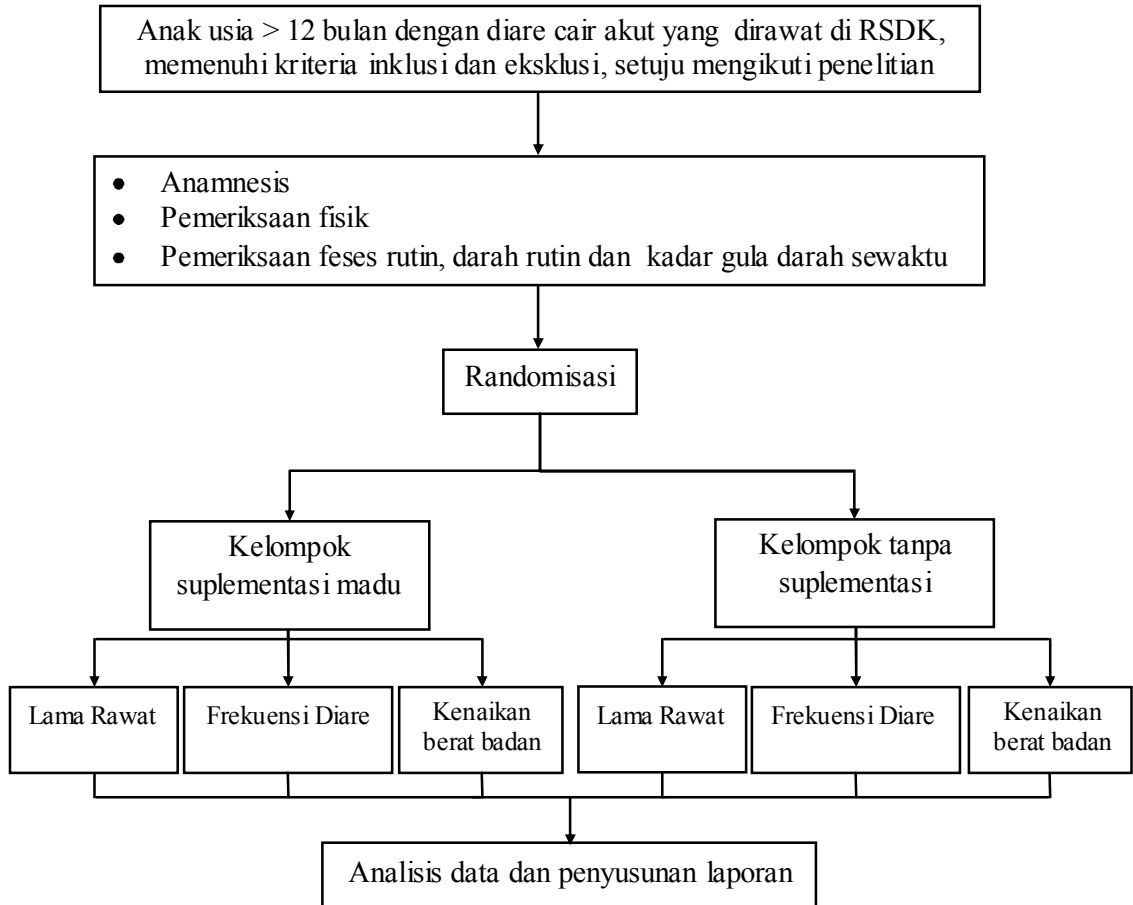 Anak usia > 12 bulan dengan diare cair akut yang dirawat di RSDK,
memenuhi kriteria inklusi dan eksklusi, setuju mengikuti penelitian
• Anamnesis
• Pemeriksaan fisik
• Pemeriksaan feses rutin, darah rutin dan kadar gula darah sewaktu
Randomisasi
Kelompok
suplementasi madu
Kelompok tanpa
suplementasi
Lama Rawat
Frekuensi Diare
Kenaikan
berat badan
Lama Rawat
Frekuensi Diare
Kenaikan
berat badan
Analisis data dan penyusunan laporan